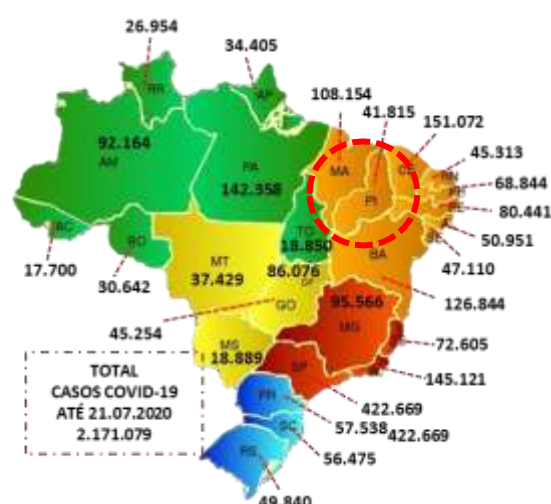 26.954
34.405
108.154
41.815
151.072
RR
AP
92.164
AM
PA
142.358
MA
CE
RN
45.313
68.844
PI
PE
80.441
AC
RO
TO
18.850
SE
50.951
17.700
30.642
MT
37.429
86.076
DF
BA
47.110
GO
95.566
MG
126.844
45.254
MS
18.889
72.605
SP
145.121
TOTAL
CASOS COVID-19
ATÉ 21.07.2020
2.171.079
PR
422.669
57.538
422.669
SC
56.475
RS
49.840